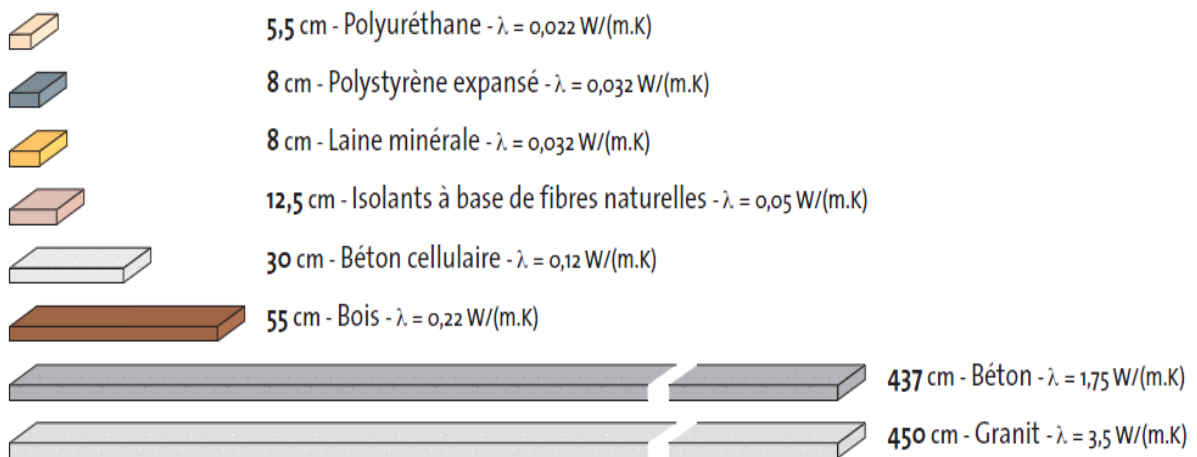 5,5 cm - Polyuréthane - λ = 0,022 W/(m.K)
8 cm - Polystyrène expansé - λ = 0,032 W/(m.K)
8 cm - Laine minérale - λ = 0,032 W/(m.K)
12,5 cm - Isolants à base de fibres naturelles - λ = 0,05 W/(m.K)
30 cm - Béton cellulaire - λ = 0,12 W/(m.K)
55 cm - Bois - λ = 0,22 W/(m.K)
437 cm - Béton - λ = 1,75 W/(m.K)
450 cm - Granit - λ = 3,5 W/(m.K)